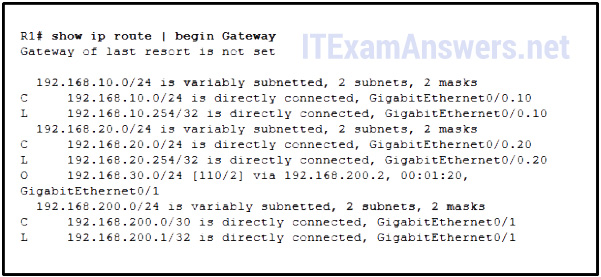 R1# show ip route | begin Gateway
ITExamAnswers.net
Gateway of last resort is not set
192.168.10.0/24 is variably subnetted, 2 subnets, 2 masks
C 192.168.10.0/24 is directly connected, GigabitEthernet0/0.10
L 192.168.10.254/32 is directly connected, GigabitEthernet0/0.10
192.168.20.0/24 is variably subnetted, 2 subnets, 2 masks
C 192.168.20.0/24 is directly connected, GigabitEthernet0/0.20
L 192.168.20.254/32 is directly connected, GigabitEthernet0/0.20
O 192.168.30.0/24 [110/2] via 192.168.200.2, 00:01:20,
GigabitEthernet0/1
192.168.200.0/24 is variably subnetted, 2 subnets, 2 masks
C 192.168.200.0/30 is directly connected, GigabitEthernet0/1
L 192.168.200.1/32 is directly connected, GigabitEthernet0/1